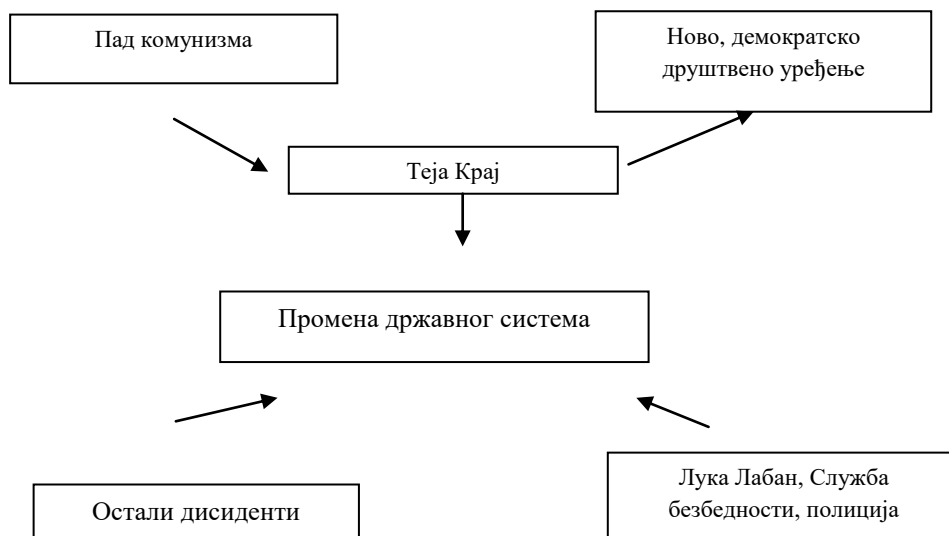 Пад комунизма
Ново, демократско
друштвено уређење
Теја Крај
Промена државног система
Остали дисиденти
Лука Лабан, Служба
безбедности, полиција